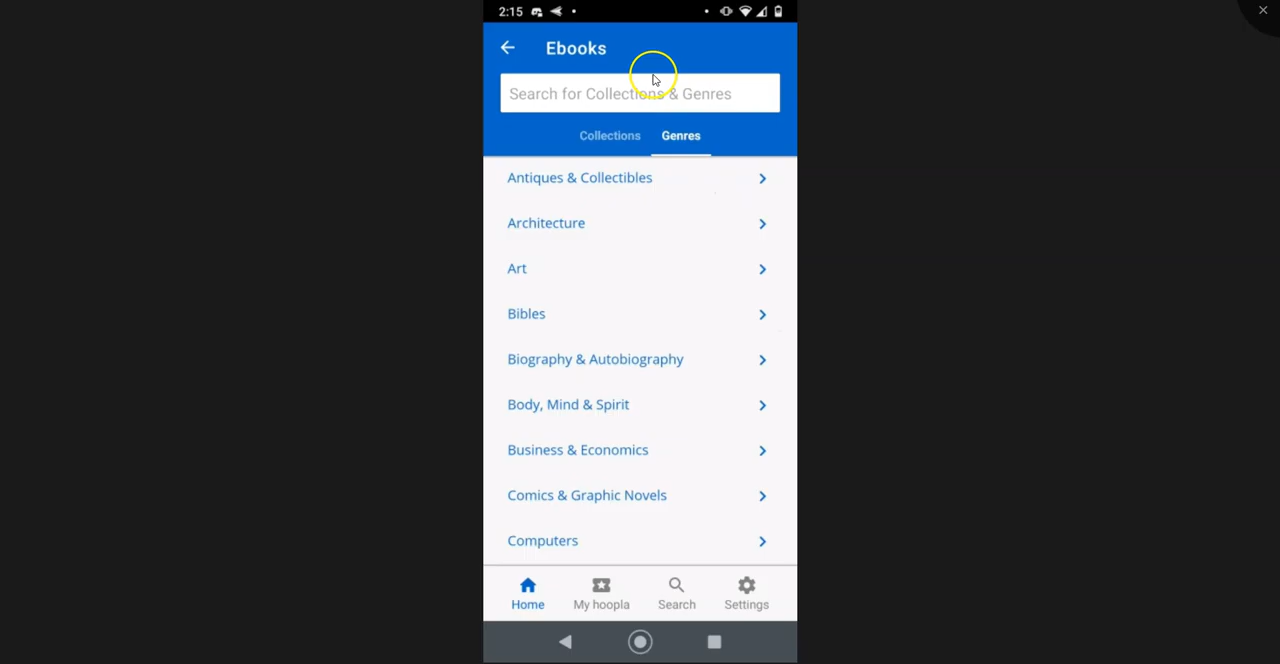 2:15
Ebooks
Search for Collections & Genres
Collections Genres
Antiques & Collectibles
Architecture
Art
Bibles
Biography & Autobiography
Body, Mind & Spirit
Business & Economics
Comics & Graphic Novels
Computers
Home My hoopla Search Settings